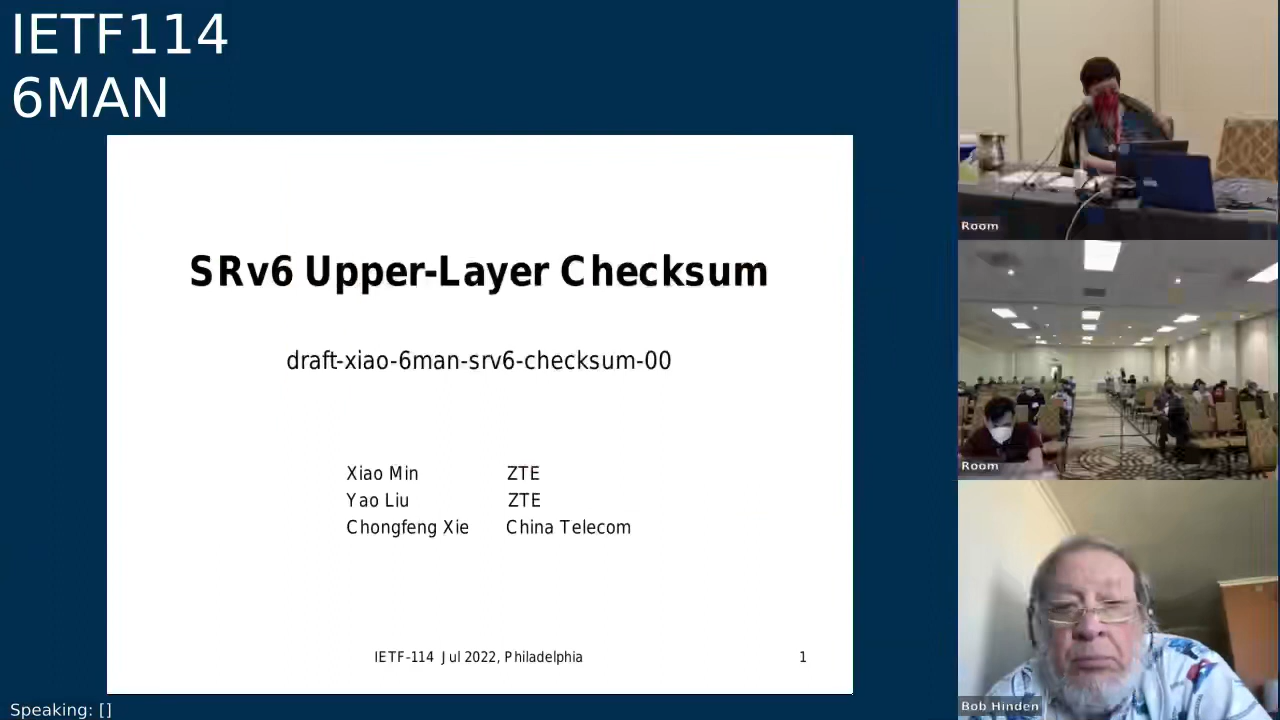 IETF114
6MAN
SRv6 Upper-Layer Checksum
draft-xiao-6man-srv6-checksum-00
Xiao Min ZTE
Yao Liu ZTE
Chongfeng Xie China Telecom
IETF-114 Jul 2022, Philadelphia 1
Speaking: []
Room
Room
Bob Hinden